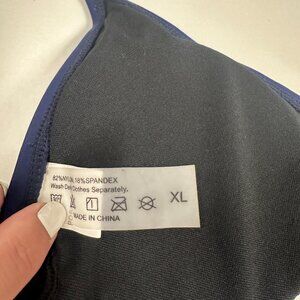 82%NYLON 18%SPANDEX
Wash Dark Clothes Separately.
XL
MADE IN CHINA